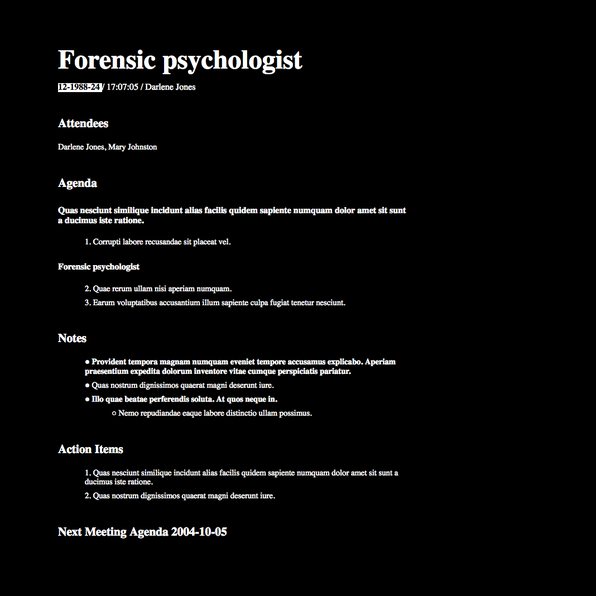 Forensic psychologist
12-1988-24 / 17:07:05 / Darlene Jones
Attendees
Darlene Jones, Mary Johnston
Agenda
Quas nesciunt similique incidunt alias facilis quidem sapiente numquam dolor amet sit sunt
a ducimus iste ratione.
1. Corrupti labore recusandae sit placeat vel.
Forensic psychologist
2. Quae rerum ullam nisi aperiam numquam.
3. Earum voluptatibus accusantium illum sapiente culpa fugiat tenetur nesciunt.
Notes
● Provident tempora magnam numquam eveniet tempore accusamus explicabo. Aperiam
praesentium expedita dolorum inventore vitae cumque perspiciatis pariatur.
● Quas nostrum dignissimos quaerat magni deserunt iure.
● Illo quae beatae perferendis soluta. At quos neque in.
○ Nemo repudiandae eaque labore distinctio ullam possimus.
Action Items
1. Quas nesciunt similique incidunt alias facilis quidem sapiente numquam dolor amet sit sunt a
ducimus iste ratione.
2. Quas nostrum dignissimos quaerat magni deserunt iure.
Next Meeting Agenda 2004-10-05